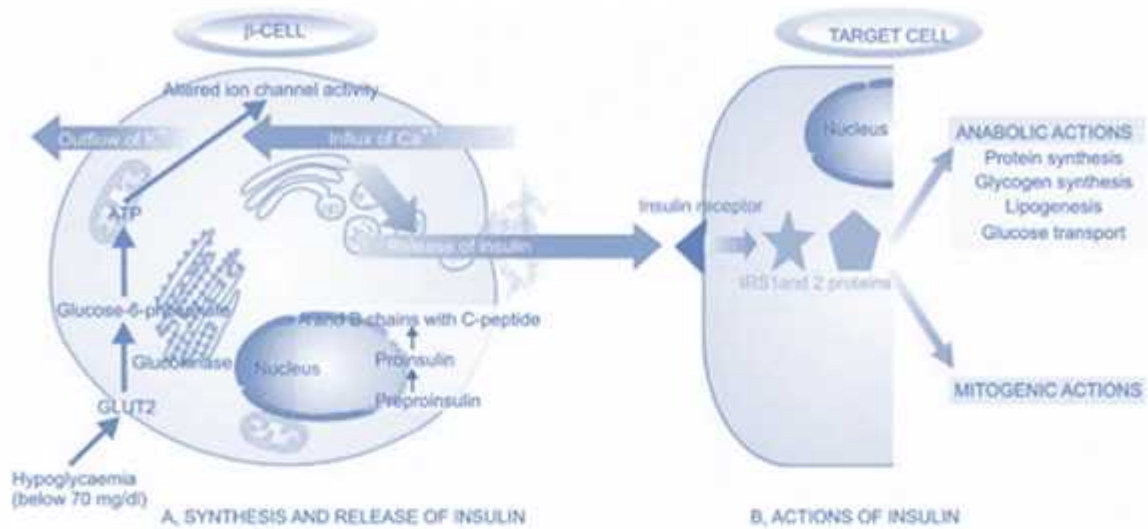 β-CELL
TARGET CELL
Altered ion channel activity
Outflow of K⁺
Influx of Ca⁺⁺
Nucleus
ANABOLIC ACTIONS
Protein synthesis
Glycogen synthesis
Lipogenesis
Glucose transport
ATP
Insulin receptor
Release of insulin
IRS1and 2 proteins
Glucose-6-phosphate
A and B chains with C-peptide
Glucokinase
Nucleus
Proinsulin
Preproinsulin
MITOGENIC ACTIONS
GLUT2
Hypoglycaemia
(below 70 mg/dl)
A, SYNTHESIS AND RELEASE OF INSULIN
B, ACTIONS OF INSULIN